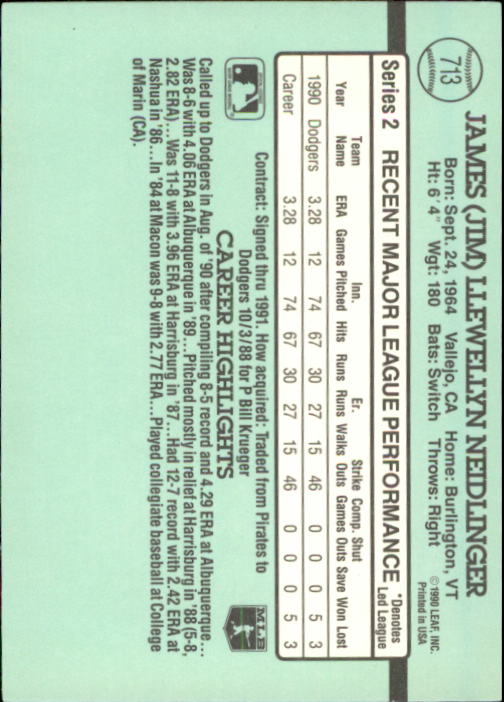 713
JAMES (JIM) LLEWELLYN NEIDLINGER
Born: Sept. 24, 1964 Vallejo, CA Home: Burlington, VT
Ht: 6'4" Wgt: 180 Bats: Switch Throws: Right
©1990 LEAF, INC.
Printed in USA
Series 2 RECENT MAJOR LEAGUE PERFORMANCE *Denotes Led League
Team Inn. Er. Strike Comp. Shut
Year Name ERA Games Pitched Hits Runs Runs Walks Outs Games Outs Save Won Lost
1990 Dodgers 3.28 12 74 67 30 27 15 46 0 0 0 5 3
Career 3.28 12 74 67 30 27 15 46 0 0 0 5 3
Contract: Signed thru 1991. How acquired: Traded from Pirates to
Dodgers 10/3/88 for P Bill Krueger
CAREER HIGHLIGHTS
MLB
Called up to Dodgers in Aug. of '90 after compiling 8-5 record and 4.29 ERA at Albuquerque...
Was 8-6 with 4.06 ERA at Albuquerque in '89...Pitched mostly in relief at Harrisburg in '88 (5-8,
2.82 ERA)...Was 11-8 with 3.96 ERA at Harrisburg in '87...Had 12-7 record with 2.42 ERA at
Nashua in '86...In '84 at Macon was 9-8 with 2.77 ERA...Played collegiate baseball at College
of Marin (CA).